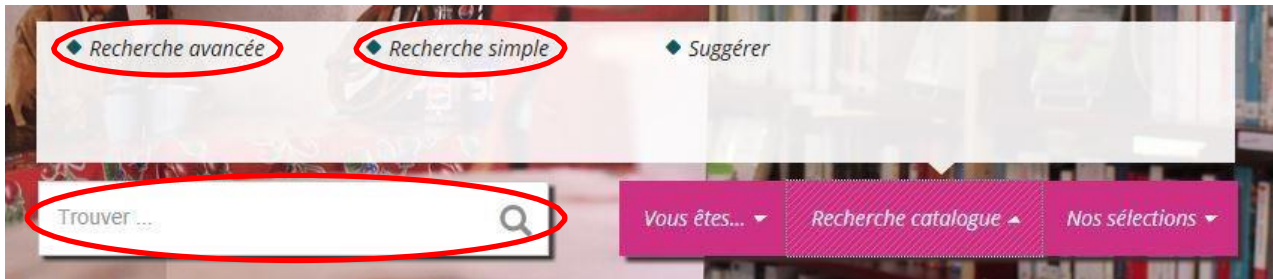 Recherche avancée
Recherche simple
Suggérer
Trouver ...
Vous êtes...
Recherche catalogue
Nos sélections